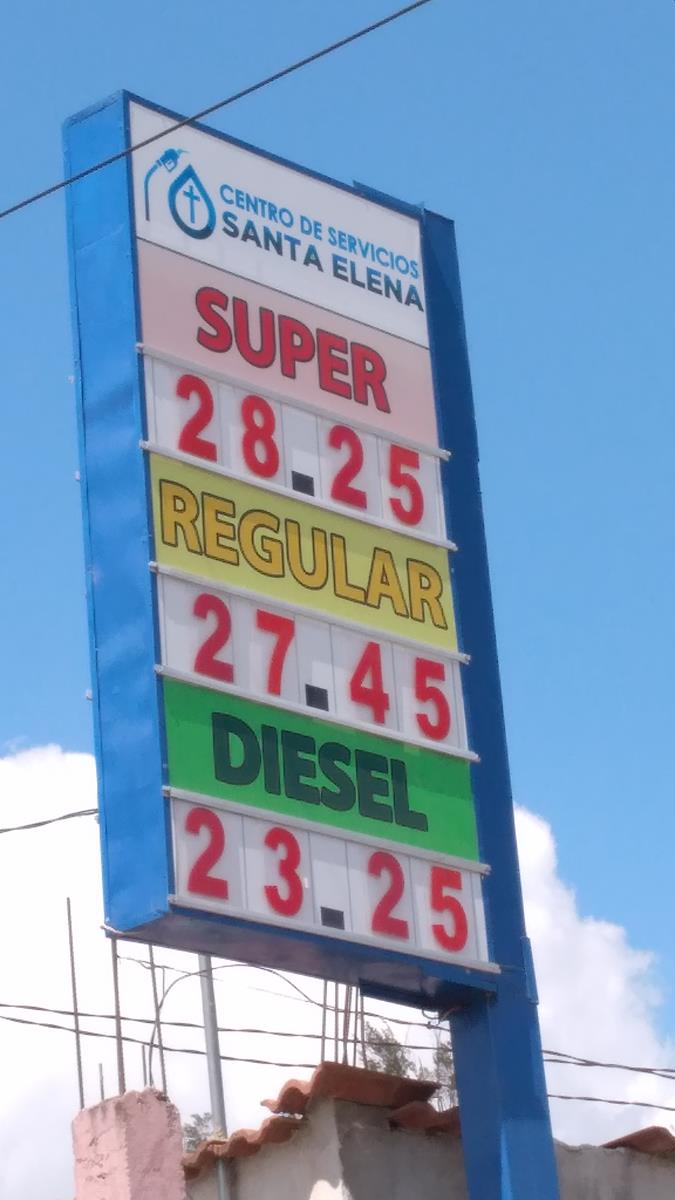 CENTRO DE SERVICIOS
SANTA ELENA
SUPER
28.25
REGULAR
27.45
DIESEL
23.25